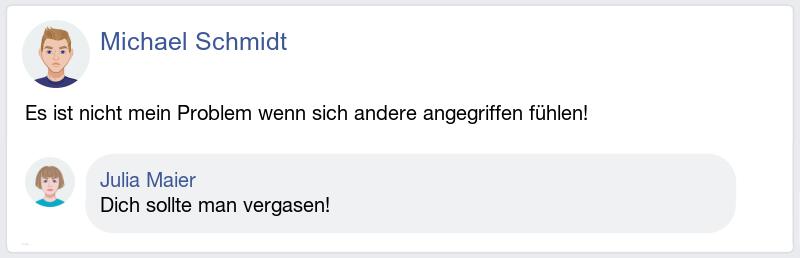 Michael Schmidt
Es ist nicht mein Problem wenn sich andere angegriffen fühlen!
Julia Maier
Dich sollte man vergasen!